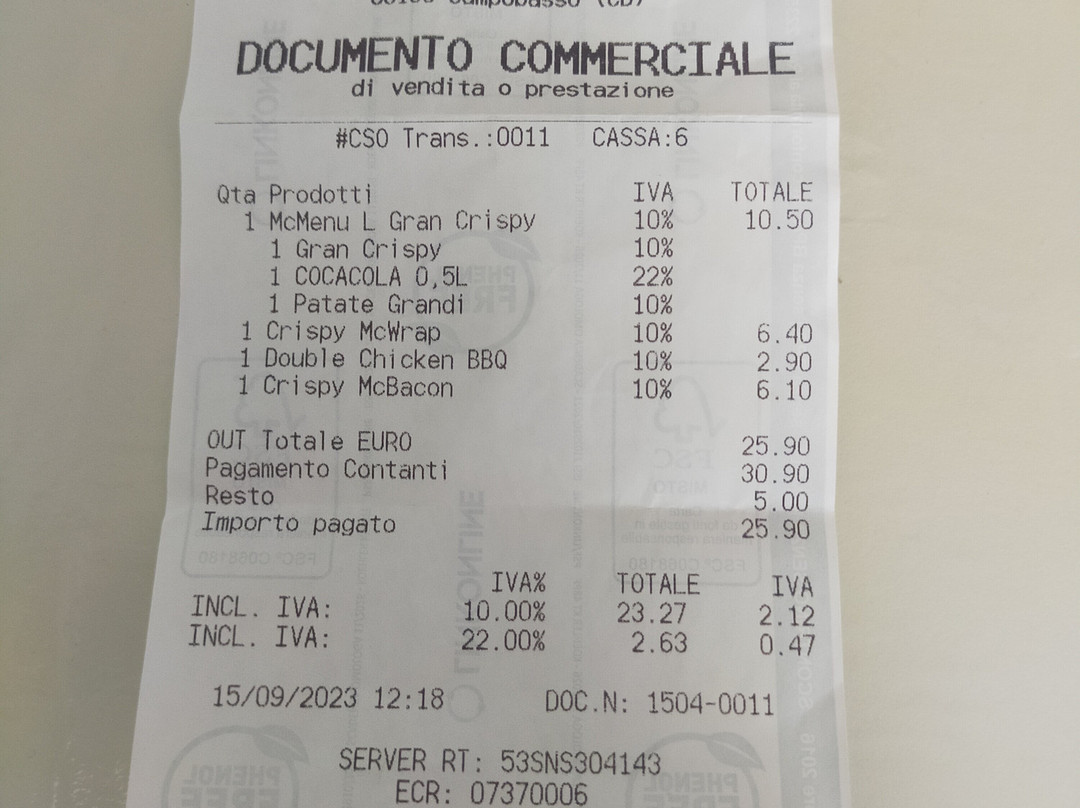 DOCUMENTO COMMERCIALE
di vendita o prestazione
#CSO Trans.:0011 CASSA:6
Qta Prodotti IVA TOTALE
1 McMenu L Gran Crispy 10% 10.50
1 Gran Crispy 10%
1 COCACOLA 0,5L 22%
1 Patate Grandi 10%
1 Crispy McWrap 10% 6.40
1 Double Chicken BBQ 10% 2.90
1 Crispy McBacon 10% 6.10
OUT Totale EURO 25.90
Pagamento Contanti 30.90
Resto 5.00
Importo pagato 25.90
IVA% TOTALE IVA
INCL. IVA: 10.00% 23.27 2.12
INCL. IVA: 22.00% 2.63 0.47
15/09/2023 12:18 DOC.N: 1504-0011
SERVER RT: 53SNS304143
ECR: 07370006